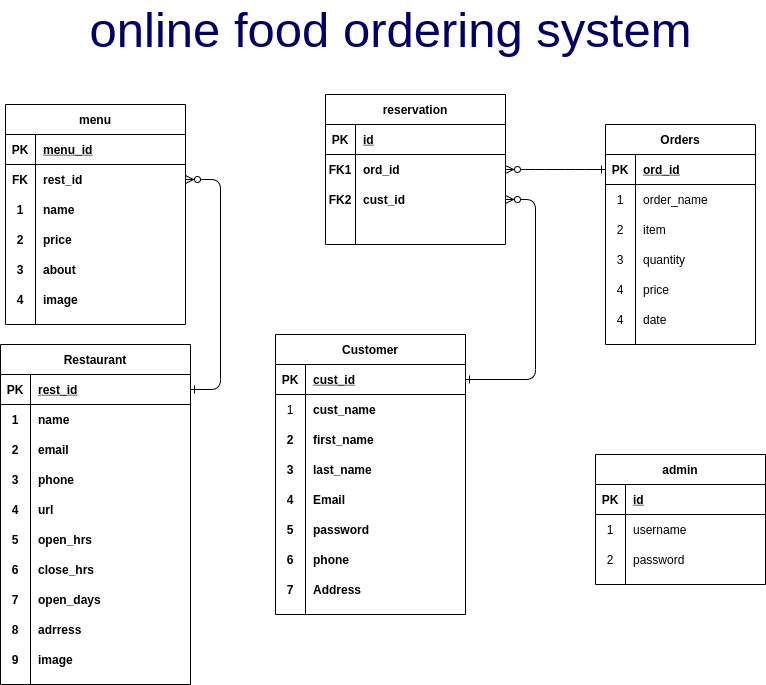 online food ordering system
menu
PK menu_id
FK rest_id
1 name
2 price
3 about
4 image
reservation
PK id
FK1 ord_id
FK2 cust_id
Orders
PK ord_id
1 order_name
2 item
3 quantity
4 price
4 date
Restaurant
PK rest_id
1 name
2 email
3 phone
4 url
5 open_hrs
6 close_hrs
7 open_days
8 adrress
9 image
Customer
PK cust_id
1 cust_name
2 first_name
3 last_name
4 Email
5 password
6 phone
7 Address
admin
PK id
1 username
2 password